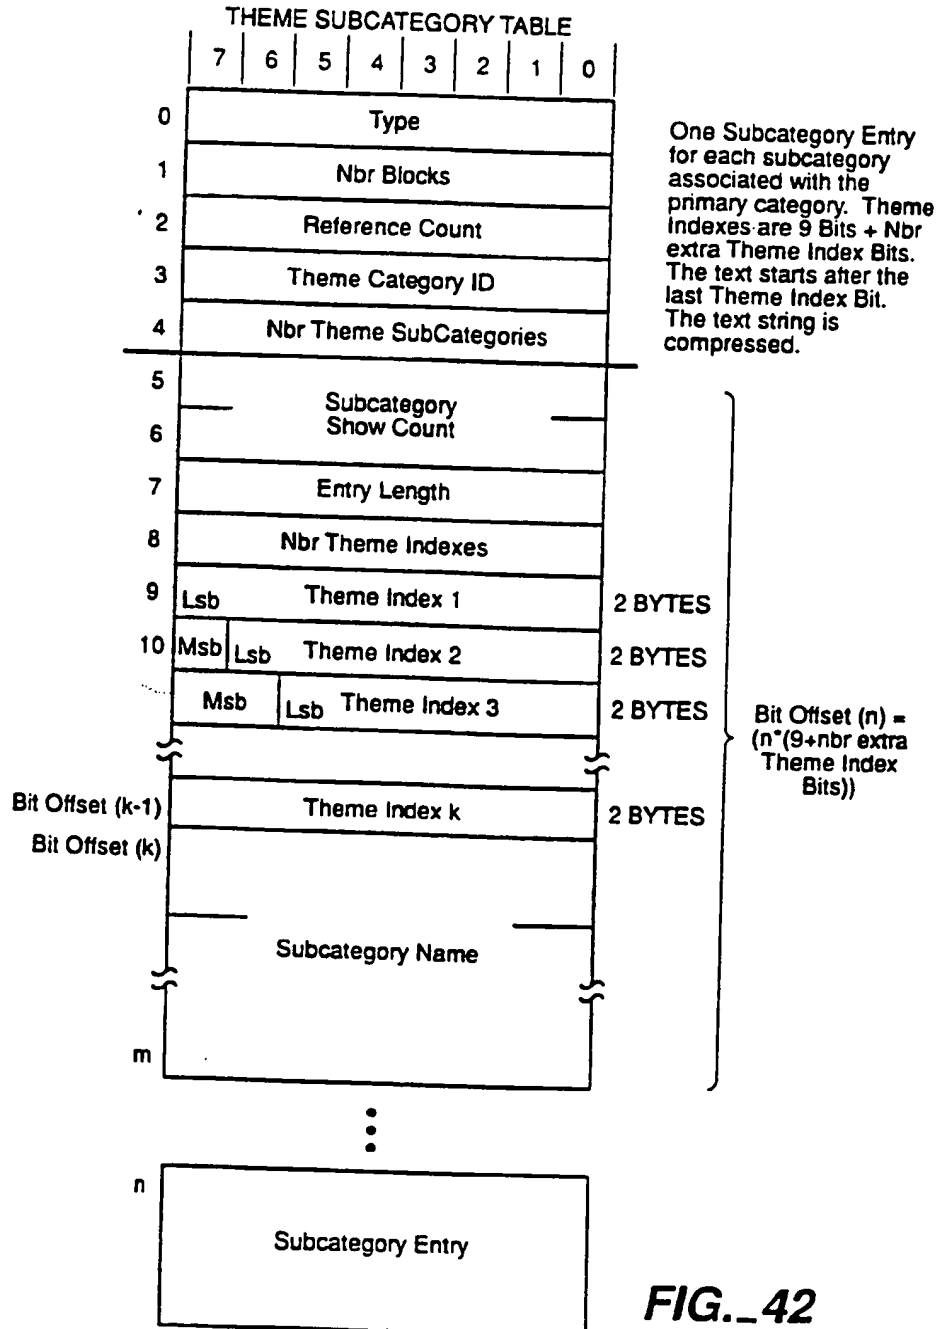 THEME SUBCATEGORY TABLE
7 6 5 4 3 2 1 0
0 Type
1 Nbr Blocks
2 Reference Count
3 Theme Category ID
4 Nbr Theme SubCategories
One Subcategory Entry
for each subcategory
associated with the
primary category. Theme
Indexes are 9 Bits + Nbr
extra Theme Index Bits.
The text starts after the
last Theme Index Bit.
The text string is
compressed.
5
Subcategory
Show Count
6
7 Entry Length
8 Nbr Theme Indexes
9 Lsb Theme Index 1 2 BYTES
10 Msb Lsb Theme Index 2 2 BYTES
Msb Lsb Theme Index 3 2 BYTES
Bit Offset (n) =
(n*(9+nbr extra
Theme Index
Bits))
Bit Offset (k-1) Theme Index k 2 BYTES
Bit Offset (k)
Subcategory Name
m
n
Subcategory Entry
FIG._42